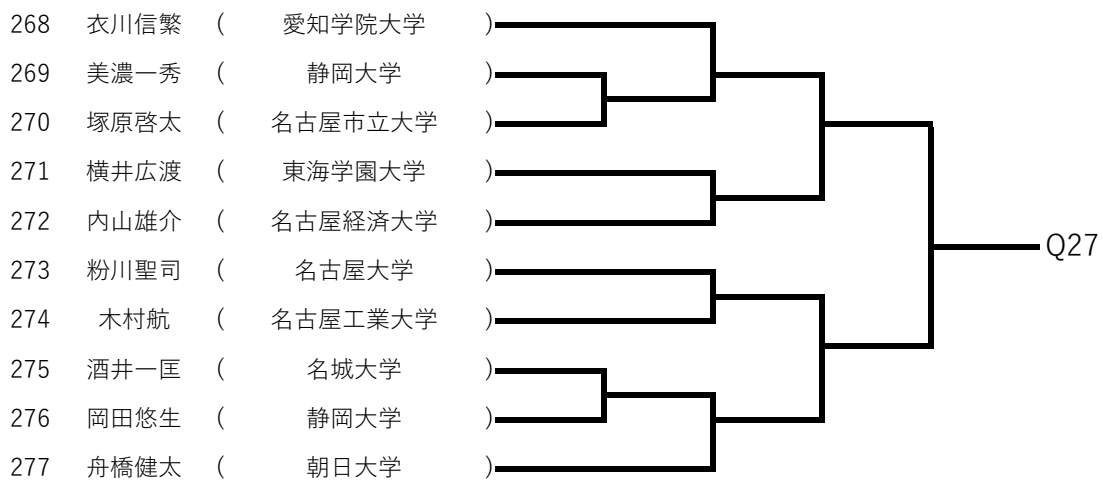 268 衣川信繁 ( 愛知学院大学 )
269 美濃一秀 ( 静岡大学 )
270 塚原啓太 ( 名古屋市立大学 )
271 横井広渡 ( 東海学園大学 )
272 内山雄介 ( 名古屋経済大学 )
Q27
273 粉川聖司 ( 名古屋大学 )
274 木村航 ( 名古屋工業大学 )
275 酒井一匡 ( 名城大学 )
276 岡田悠生 ( 静岡大学 )
277 舟橋健太 ( 朝日大学 )